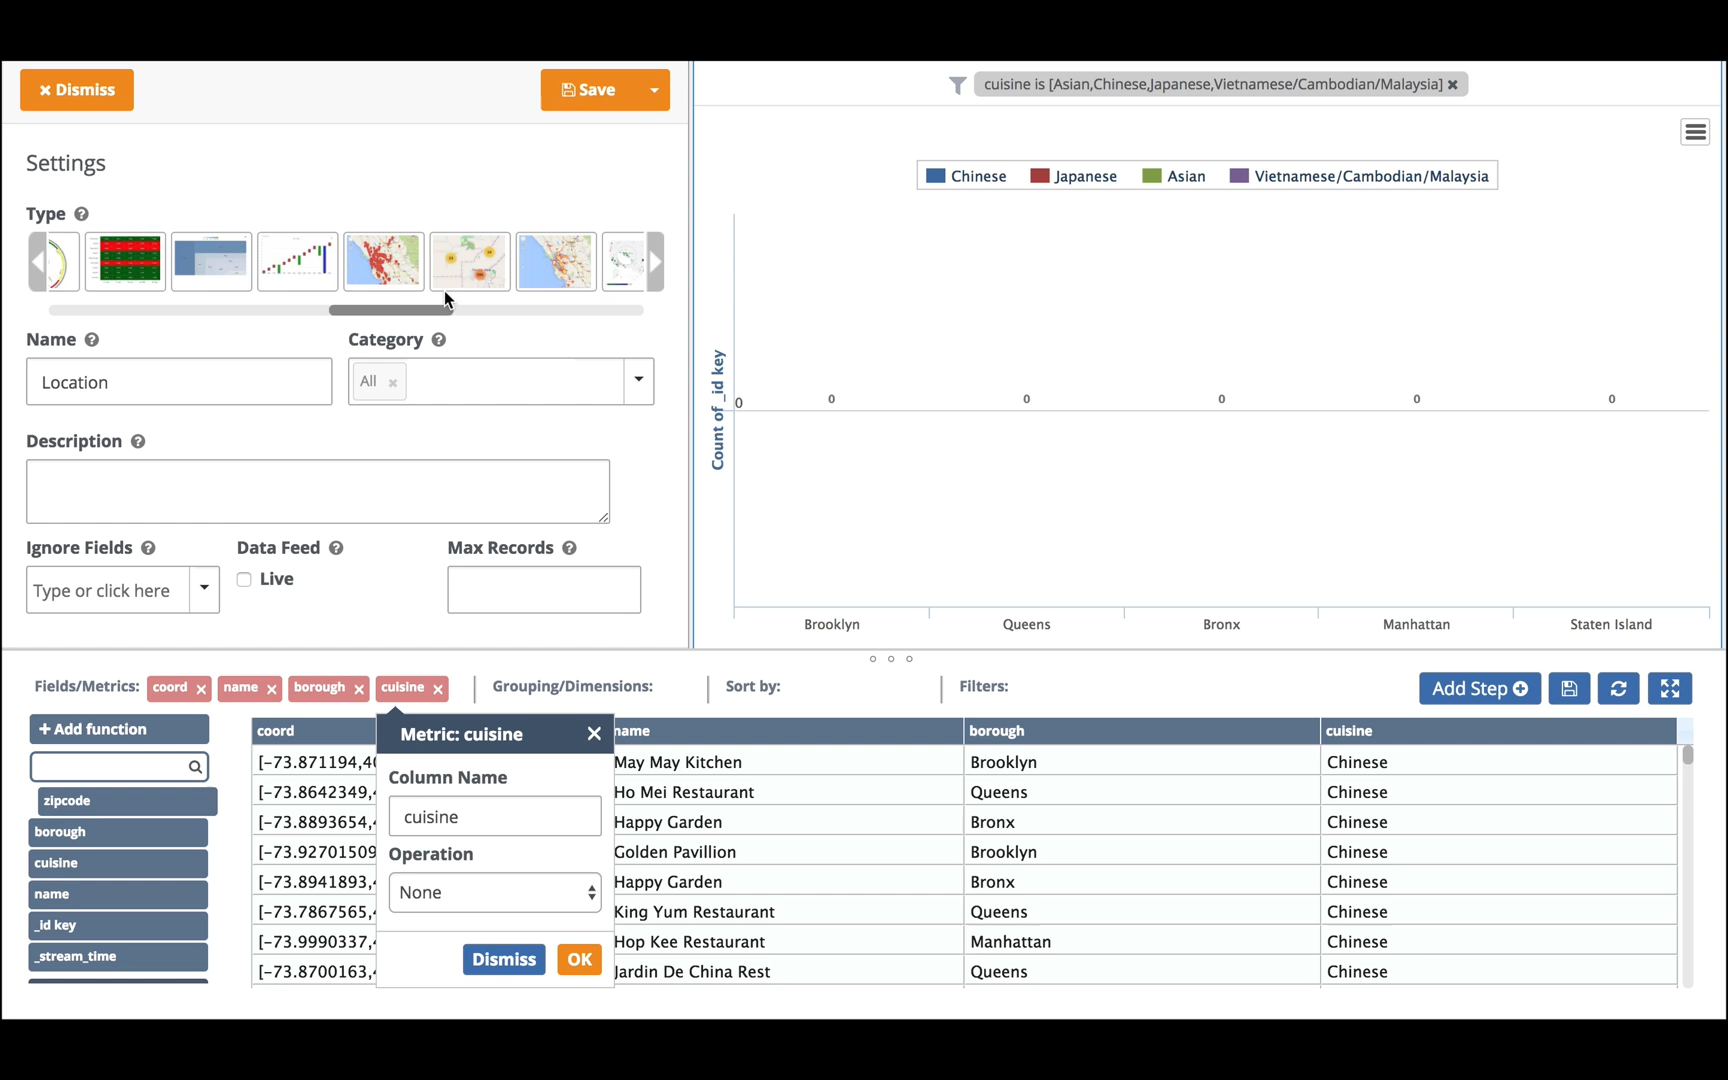 × Dismiss
Save
cuisine is [Asian,Chinese,Japanese,Vietnamese/Cambodian/Malaysia] ×
Settings
Chinese
Japanese
Asian
Vietnamese/Cambodian/Malaysia
Type
Name
Category
Location
All ×
Description
Ignore Fields
Data Feed
Max Records
Type or click here
Live
Count of _id key
0
0
0
0
0
0
Brooklyn
Queens
Bronx
Manhattan
Staten Island
Fields/Metrics:
coord ×
name ×
borough ×
cuisine ×
Grouping/Dimensions:
Sort by:
Filters:
Add Step
+ Add function
zipcode
borough
cuisine
name
_id key
_stream_time
coord
name
borough
cuisine
[-73.871194,4
May May Kitchen
Brooklyn
Chinese
[-73.8642349,
Ho Mei Restaurant
Queens
Chinese
[-73.8893654,
Happy Garden
Bronx
Chinese
[-73.92701509
Golden Pavillion
Brooklyn
Chinese
[-73.8941893,
Happy Garden
Bronx
Chinese
[-73.7867565,
King Yum Restaurant
Queens
Chinese
[-73.9990337,
Hop Kee Restaurant
Manhattan
Chinese
[-73.8700163,
Jardin De China Rest
Queens
Chinese
Metric: cuisine ×
Column Name
cuisine
Operation
None
Dismiss
OK